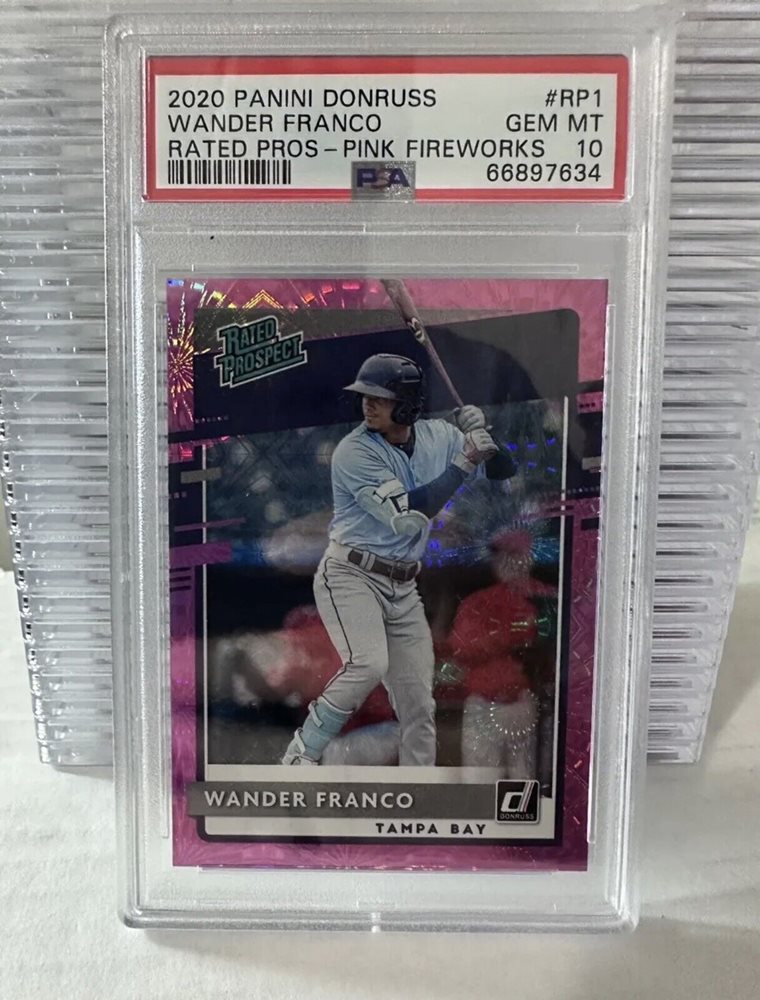 2020 PANINI DONRUSS #RP1
WANDER FRANCO GEM MT
RATED PROS-PINK FIREWORKS 10
PSA 66897634
RATED
PROSPECT
WANDER FRANCO
d
DONRUSS
TAMPA BAY